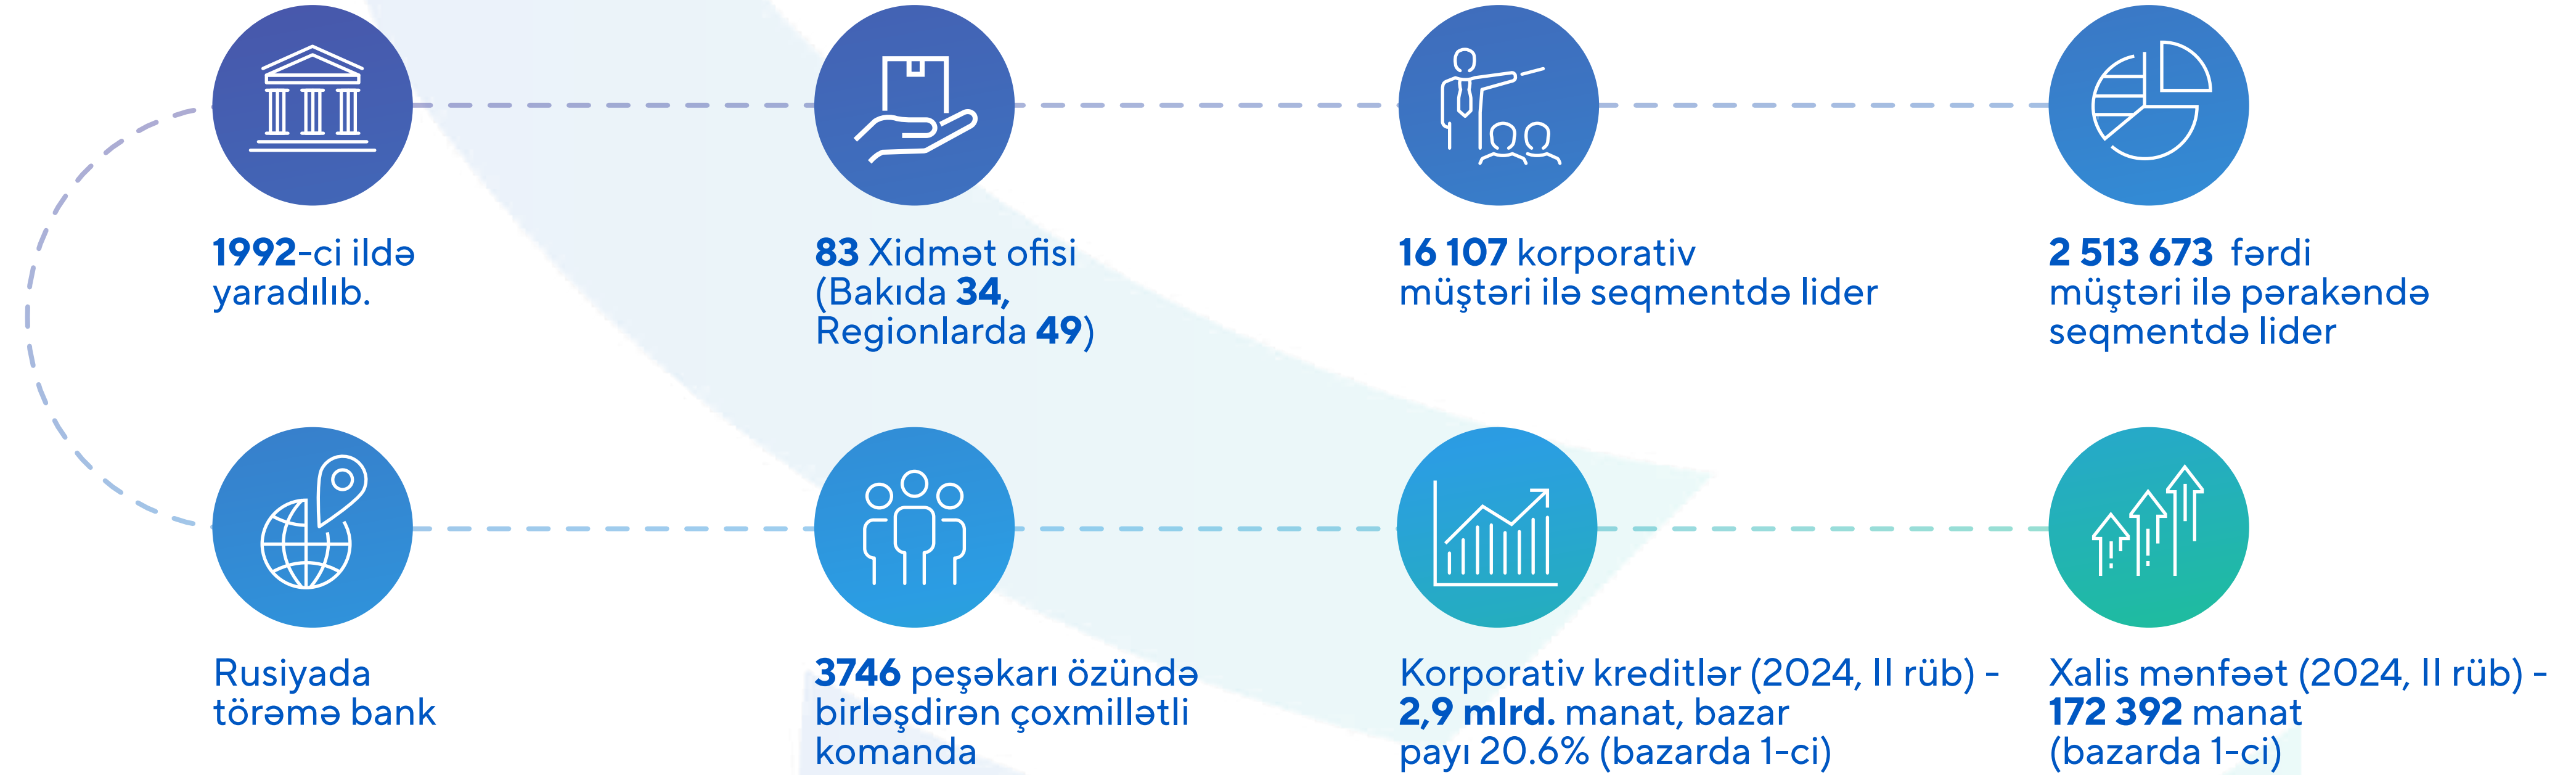 1992-ci ildə
yaradılıb.
83 Xidmət ofisi
(Bakıda 34,
Regionlarda 49)
16 107 korporativ
müştəri ilə seqmentdə lider
2 513 673 fərdi
müştəri ilə pərakəndə
seqmentdə lider
Rusiyada
törəmə bank
3746 peşəkarı özündə
birləşdirən çoxmillətli
komanda
Korporativ kreditlər (2024, II rüb) -
2,9 mlrd. manat, bazar
payı 20.6% (bazarda 1-ci)
Xalis mənfəət (2024, II rüb) -
172 392 manat
(bazarda 1-ci)